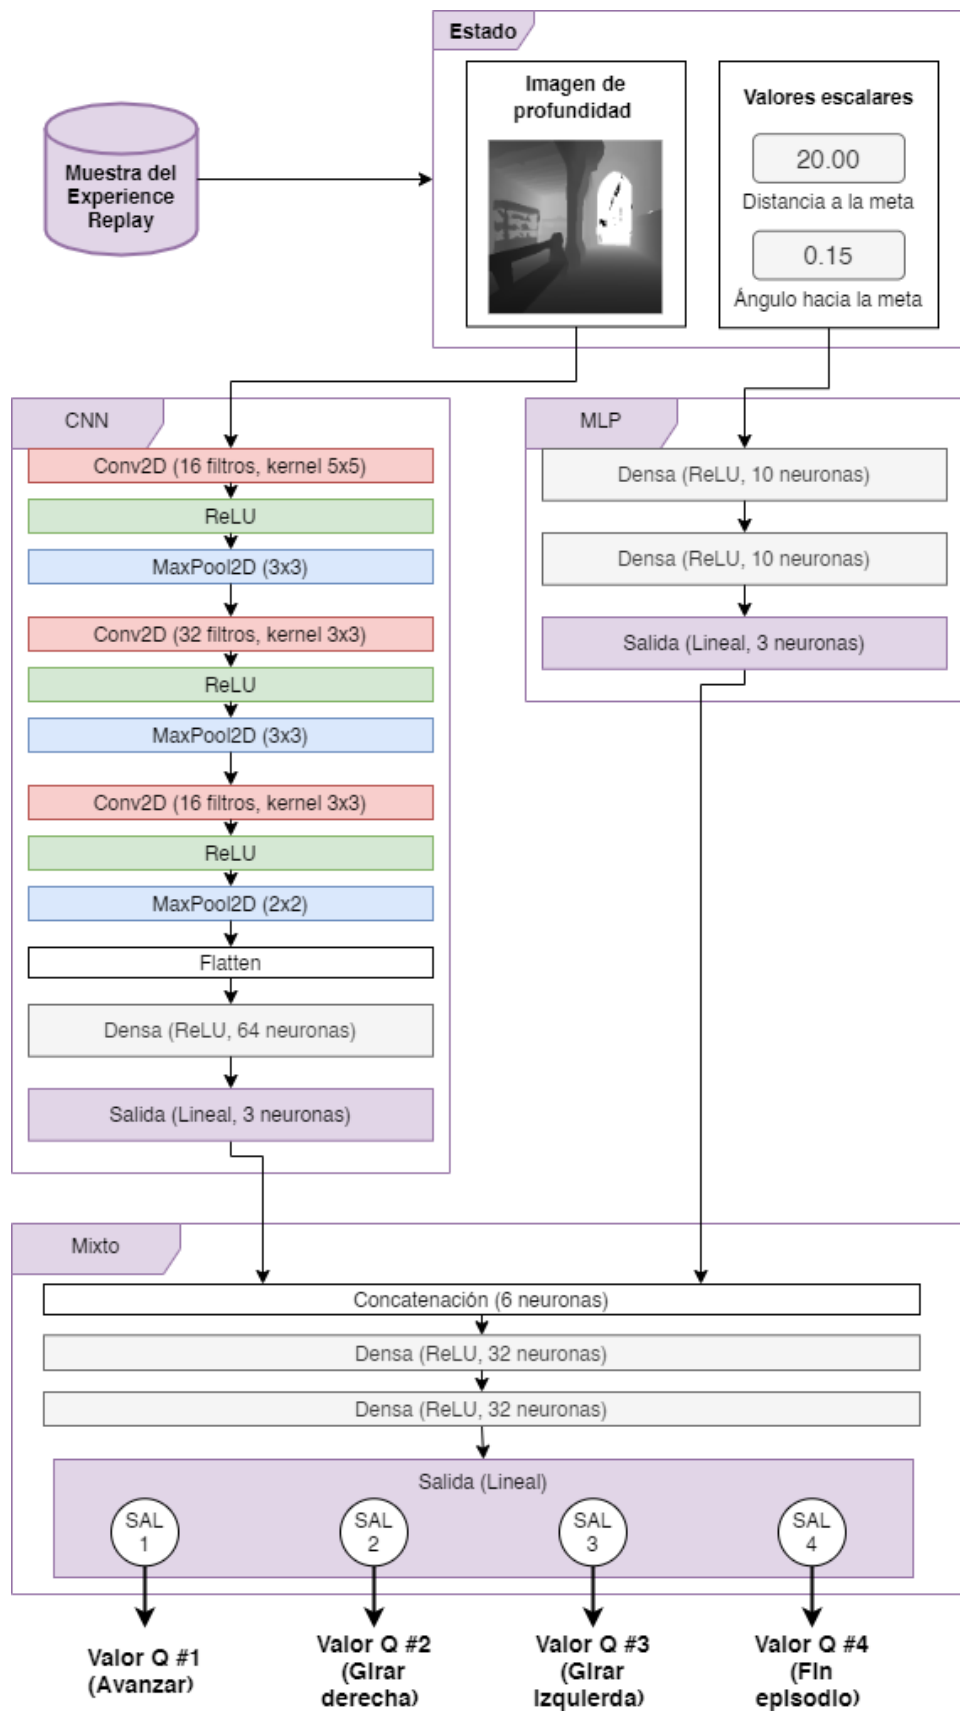 Estado
Imagen de
profundidad
Valores escalares
20.00
Distancia a la meta
0.15
Ángulo hacia la meta
Muestra del
Experience
Replay
CNN
Conv2D (16 filtros, kernel 5x5)
ReLU
MaxPool2D (3x3)
Conv2D (32 filtros, kernel 3x3)
ReLU
MaxPool2D (3x3)
Conv2D (16 filtros, kernel 3x3)
ReLU
MaxPool2D (2x2)
Flatten
Densa (ReLU, 64 neuronas)
Salida (Lineal, 3 neuronas)
MLP
Densa (ReLU, 10 neuronas)
Densa (ReLU, 10 neuronas)
Salida (Lineal, 3 neuronas)
Mixto
Concatenación (6 neuronas)
Densa (ReLU, 32 neuronas)
Densa (ReLU, 32 neuronas)
Salida (Lineal)
SAL
1
SAL
2
SAL
3
SAL
4
Valor Q #1
(Avanzar)
Valor Q #2
(Girar
derecha)
Valor Q #3
(Girar
Izquierda)
Valor Q #4
(Fin
episodio)